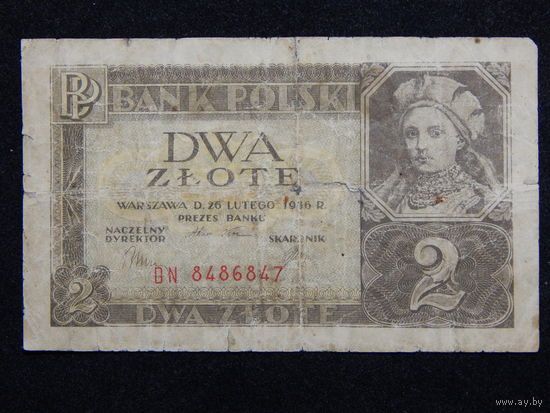 BP BANK POLSKI
DWA
ZŁOTE
WARSZAWA D. 26 LUTEGO 1936 R.
PREZES BANKU
NACZELNY DYREKTOR
SKARBNIK
BN 8486847
2
2
DWA ZŁOTE
www.ay.by